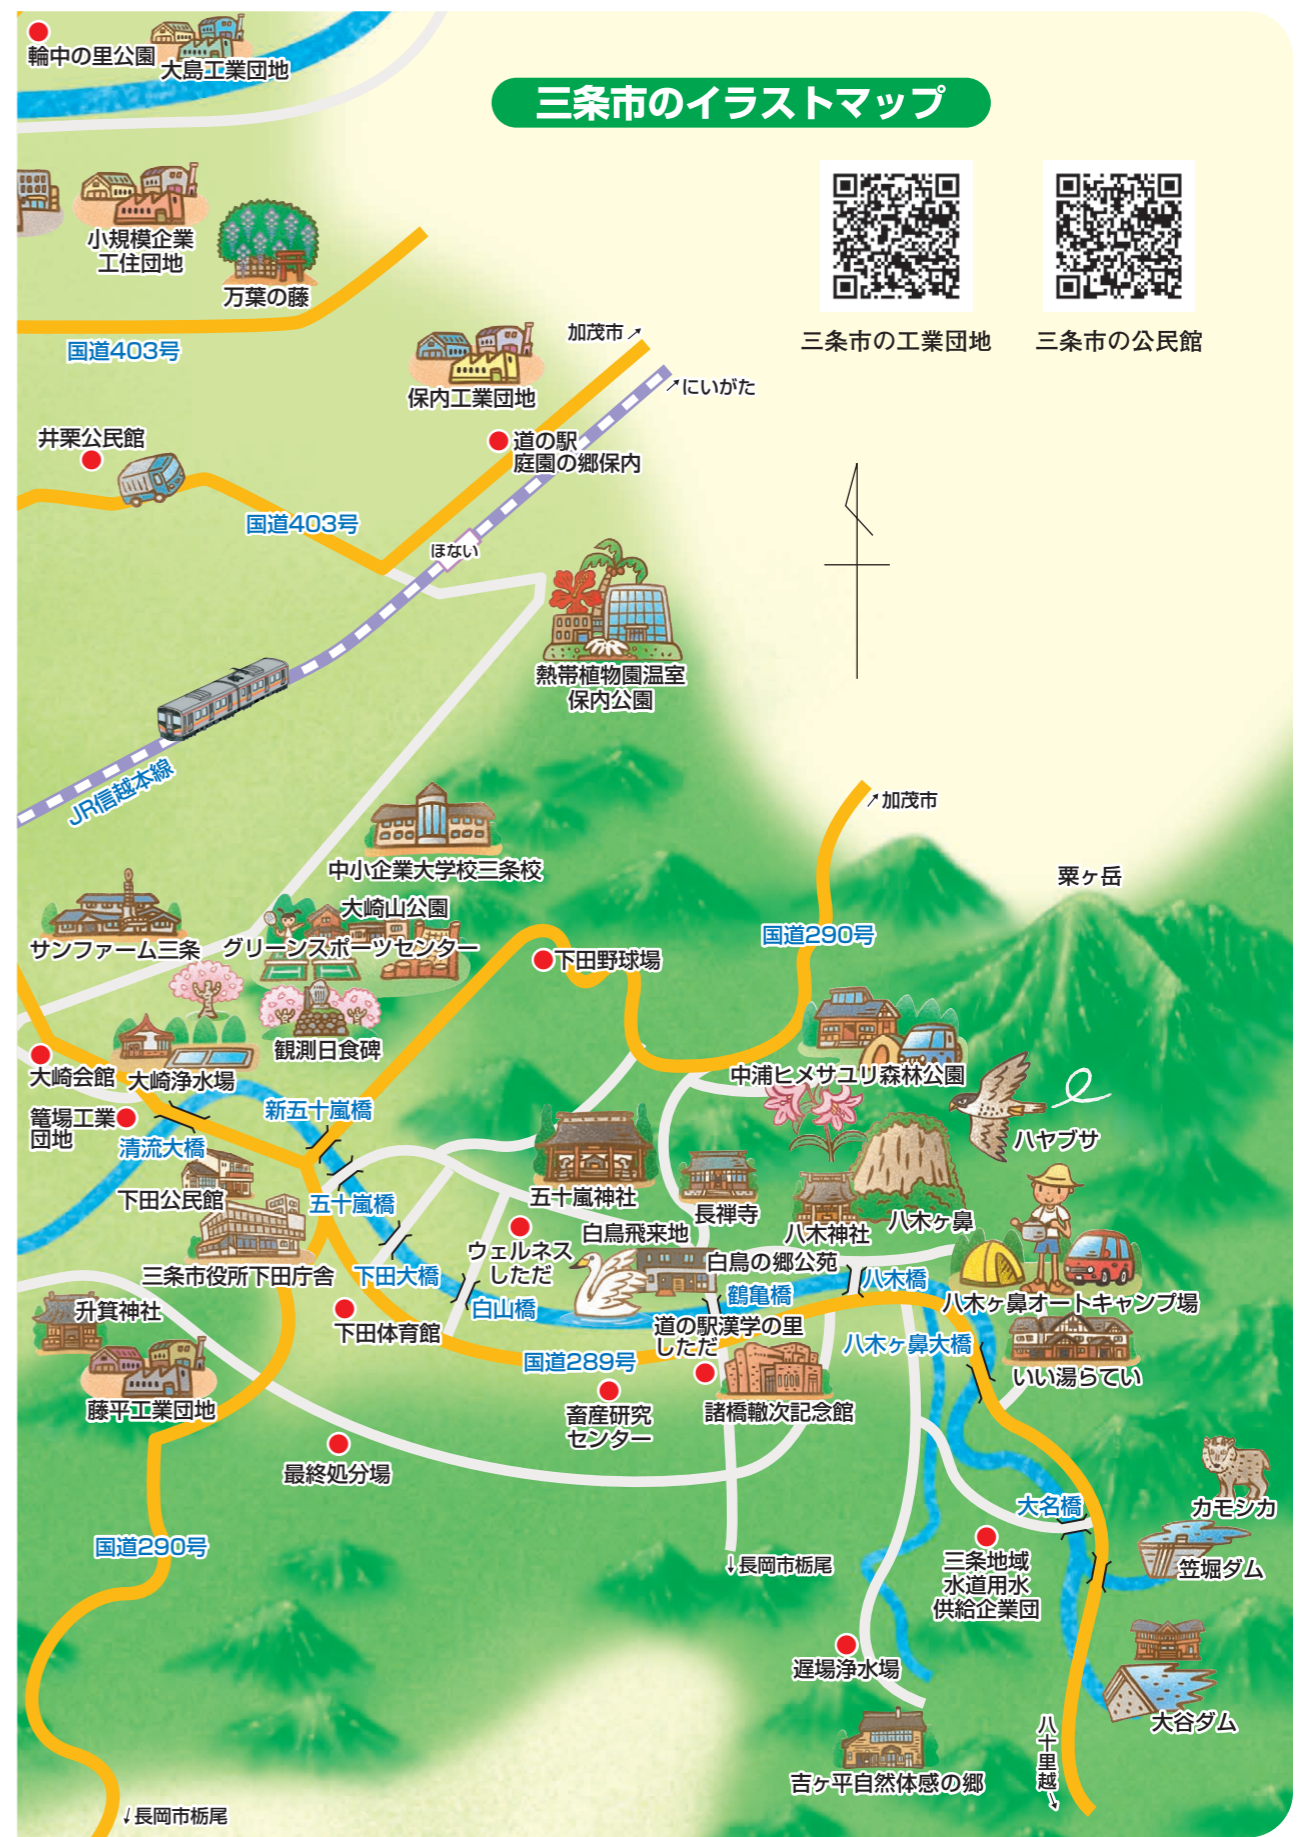 輪中の里公園
大島工業団地
三条市のイラストマップ
小規模企業
工住団地
万葉の藤
国道403号
三条市の工業団地
三条市の公民館
加茂市↗
↗にいがた
保内工業団地
井栗公民館
道の駅
庭園の郷保内
国道403号
ほない
熱帯植物園温室
保内公園
JR信越本線
↗加茂市
中小企業大学校三条校
粟ヶ岳
大崎山公園
サンファーム三条
グリーンスポーツセンター
国道290号
下田野球場
観測日食碑
大崎会館
大崎浄水場
中浦ヒメサユリ森林公園
篭場工業
団地
新五十嵐橋
清流大橋
ハヤブサ
下田公民館
五十嵐橋
五十嵐神社
長禅寺
八木神社
八木ヶ鼻
白鳥飛来地
ウェルネス
しただ
白鳥の郷公苑
三条市役所下田庁舎
下田大橋
八木橋
鶴亀橋
白山橋
八木ヶ鼻オートキャンプ場
升箕神社
下田体育館
道の駅漢学の里
しただ
八木ヶ鼻大橋
国道289号
いい湯らてい
藤平工業団地
畜産研究
センター
諸橋轍次記念館
最終処分場
大名橋
カモシカ
国道290号
↓長岡市栃尾
三条地域
水道用水
供給企業団
笠堀ダム
遅場浄水場
大谷ダム
八十里越↓
吉ヶ平自然体感の郷
↓長岡市栃尾